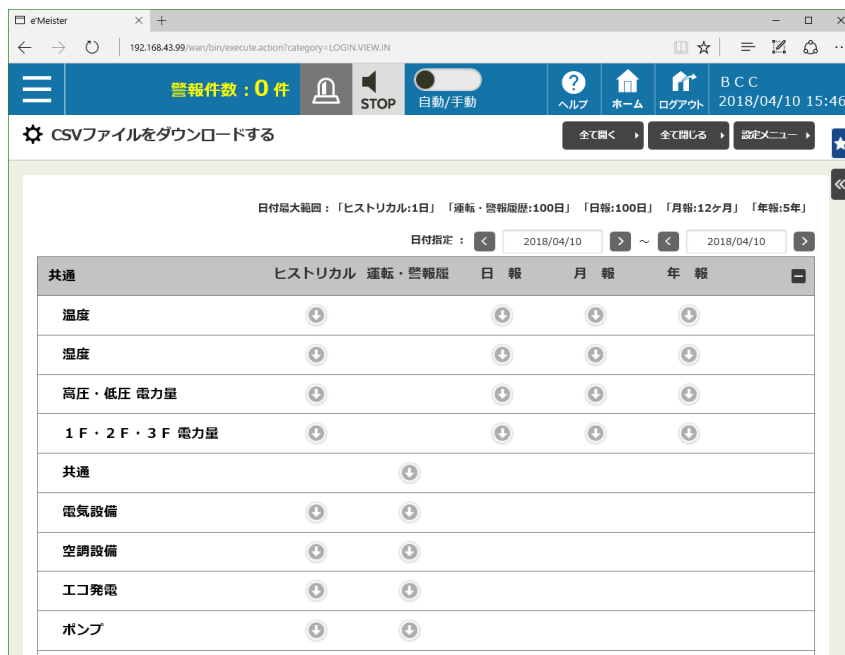 e'Meister
192.168.43.99/wan/bin/execute.action?category=LOGIN.VIEW.IN
警報件数：0 件
STOP
自動/手動
ヘルプ
ホーム
ログアウト
BCC
2018/04/10 15:46
CSVファイルをダウンロードする
全て開く
全て閉じる
設定メニュー
日付最大範囲：「ヒストリカル:1日」「運転・警報履歴:100日」「日報:100日」「月報:12ヶ月」「年報:5年」
日付指定： 2018/04/10 ～ 2018/04/10
共通 ヒストリカル 運転・警報履 日 報 月 報 年 報
温度
湿度
高圧・低圧 電力量
１F・２F・３F 電力量
共通
電気設備
空調設備
エコ発電
ポンプ